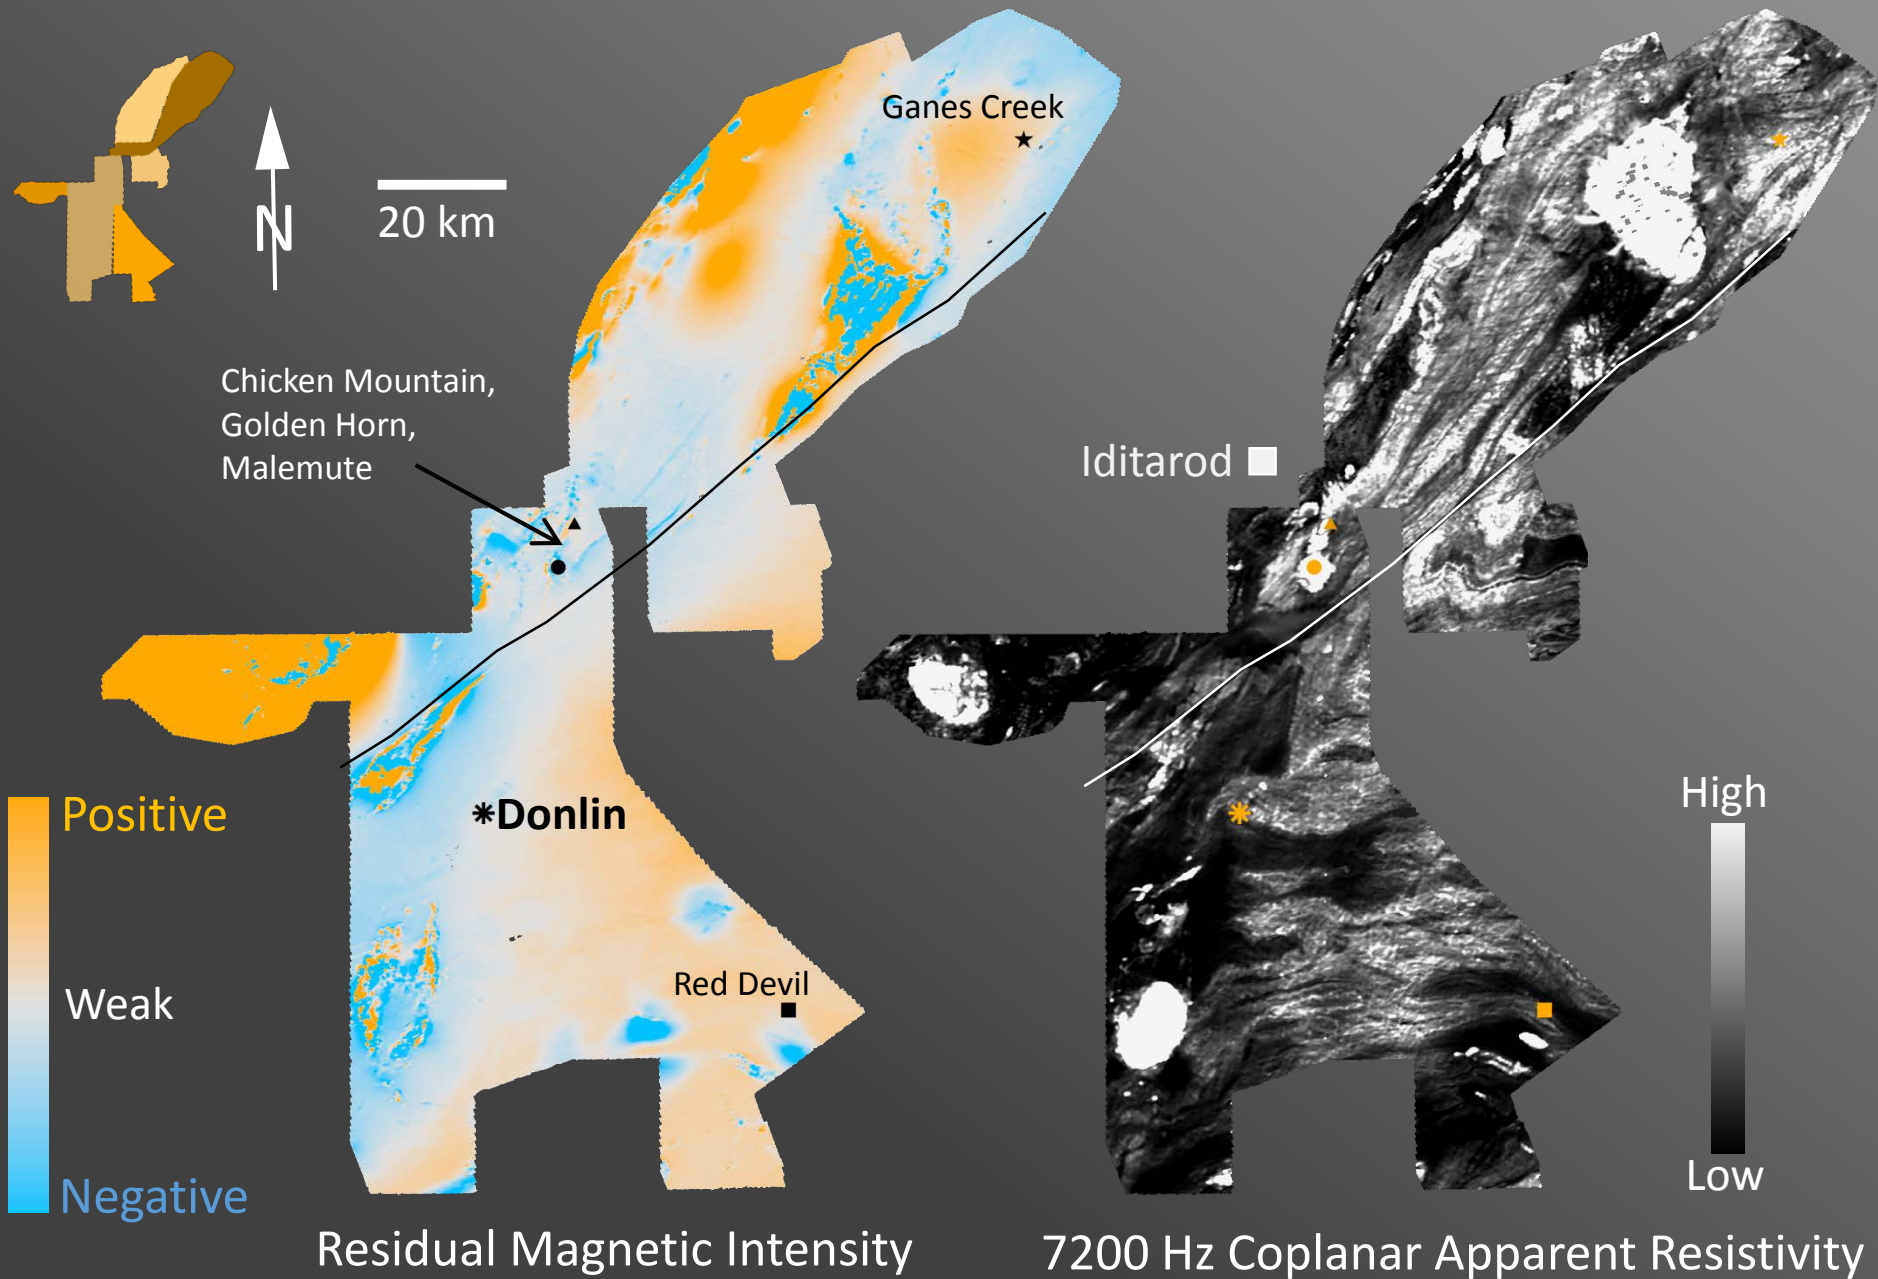 Ganes Creek
N
20 km
Chicken Mountain,
Golden Horn,
Malemute
Iditarod
Donlin
Red Devil
Positive
Weak
Negative
High
Low
Residual Magnetic Intensity
7200 Hz Coplanar Apparent Resistivity